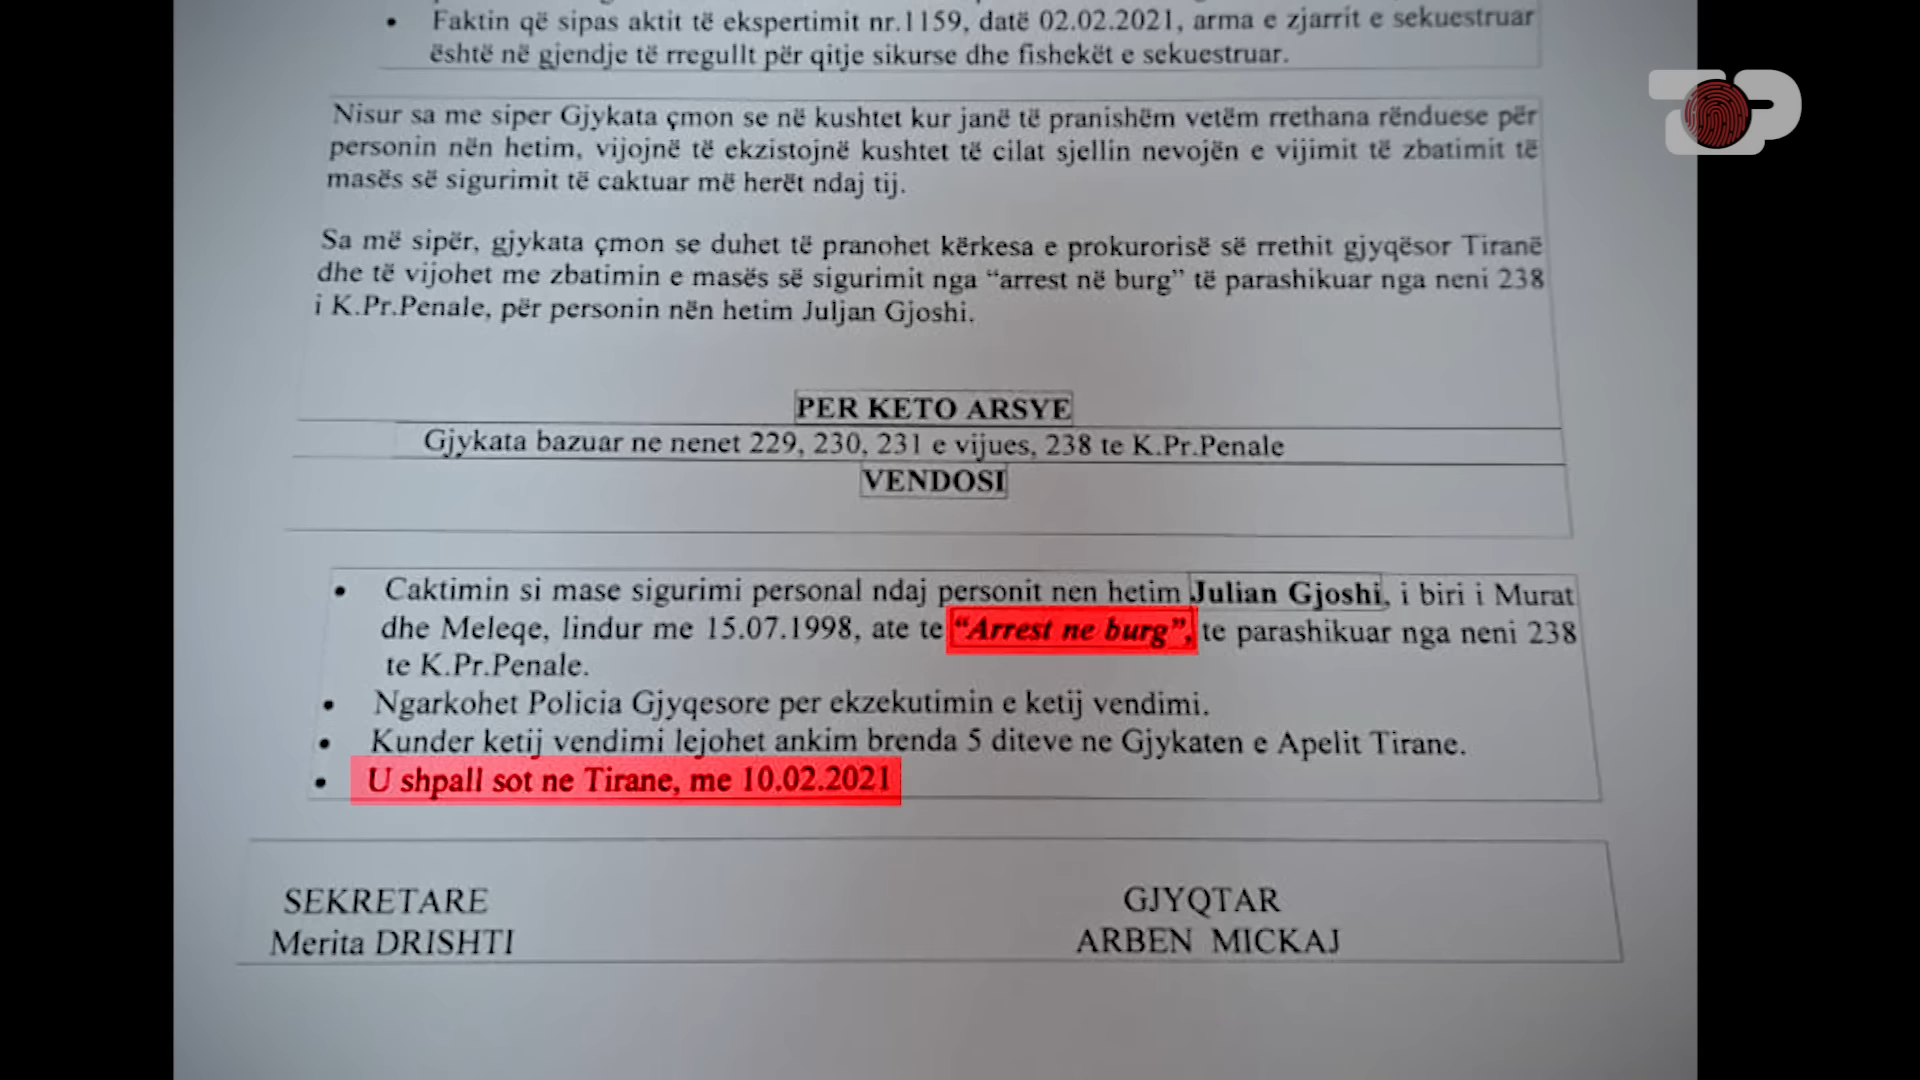 • Faktin që sipas aktit të ekspertimit nr.1159, datë 02.02.2021, arma e zjarrit e sekuestruar
është në gjendje të rregullt për qitje sikurse dhe fishekët e sekuestruar.
Nisur sa me siper Gjykata çmon se në kushtet kur janë të pranishëm vetëm rrethana rënduese për
personin nën hetim, vijojnë të ekzistojnë kushtet të cilat sjellin nevojën e vijimit të zbatimit të
masës së sigurimit të caktuar më herët ndaj tij.
Sa më sipër, gjykata çmon se duhet të pranohet kërkesa e prokurorisë së rrethit gjyqësor Tiranë
dhe të vijohet me zbatimin e masës së sigurimit nga “arrest në burg” të parashikuar nga neni 238
i K.Pr.Penale, për personin nën hetim Juljan Gjoshi.
PER KETO ARSYE
Gjykata bazuar ne nenet 229, 230, 231 e vijues, 238 te K.Pr.Penale
VENDOSI
• Caktimin si mase sigurimi personal ndaj personit nen hetim Julian Gjoshi, i biri i Murat
dhe Meleqe, lindur me 15.07.1998, ate te “Arrest ne burg”, te parashikuar nga neni 238
te K.Pr.Penale.
• Ngarkohet Policia Gjyqesore per ekzekutimin e ketij vendimi.
• Kunder ketij vendimi lejohet ankim brenda 5 diteve ne Gjykaten e Apelit Tirane.
• U shpall sot ne Tirane, me 10.02.2021
SEKRETARE GJYQTAR
Merita DRISHTI ARBEN MICKAJ